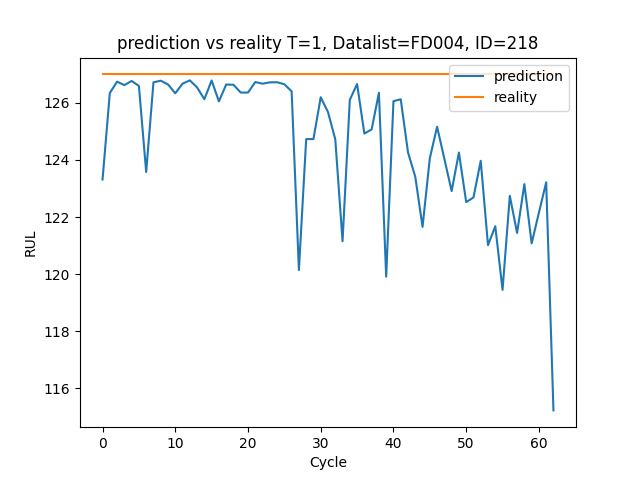 prediction vs reality T=1, Datalist=FD004, ID=218
prediction
reality
RUL
126
124
122
120
118
116
0 10 20 30 40 50 60
Cycle